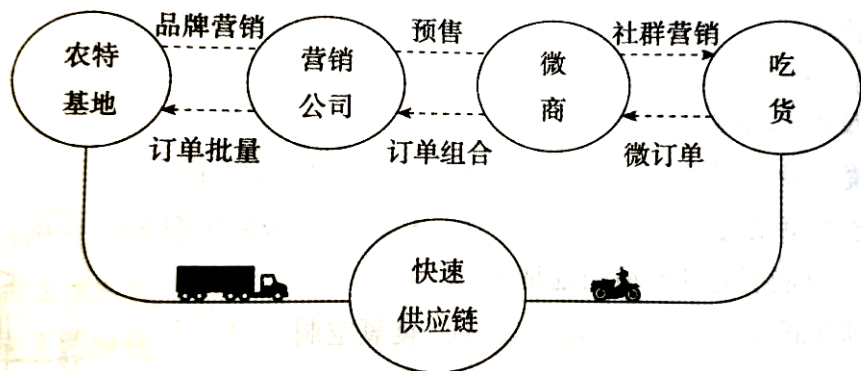 品牌营销
预售
社群营销
农特
基地
营销
公司
微
商
吃
货
订单批量
订单组合
微订单
快速
供应链